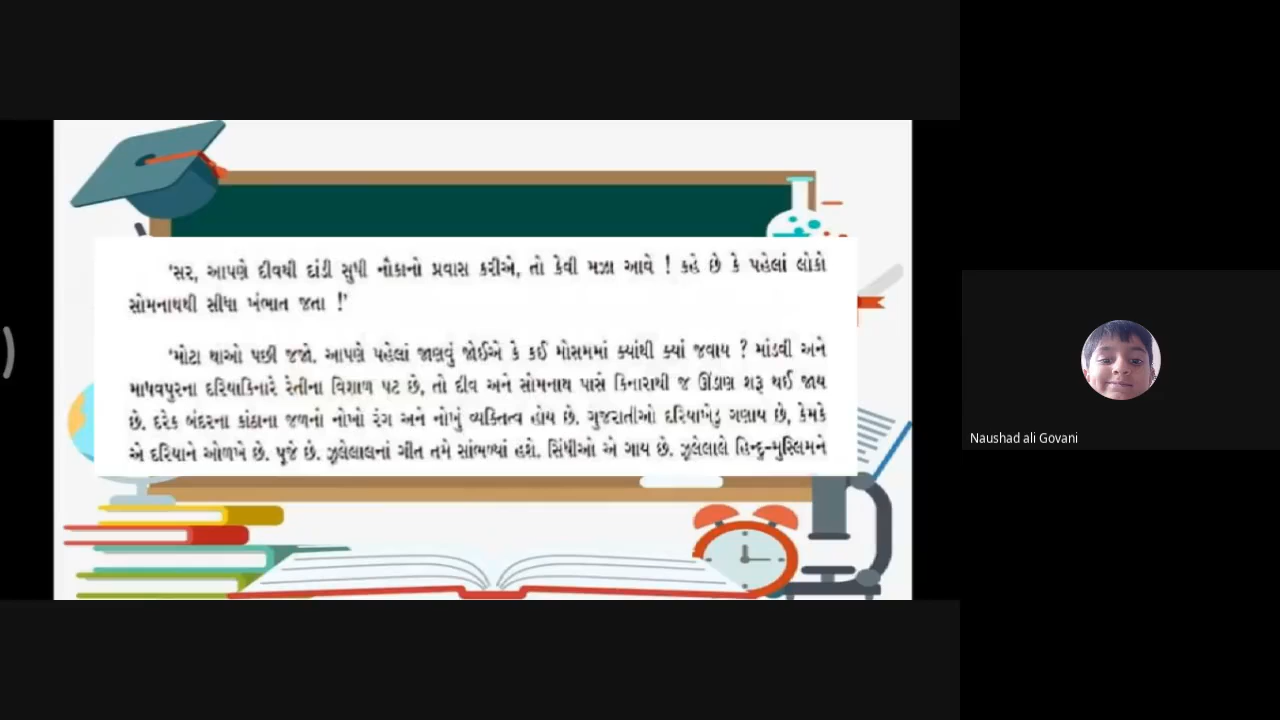 'સર, આપણે દીવથી દાંડી સુધી નૌકાનો પ્રવાસ કરીએ, તો કેવી મઝા આવે ! કહે છે કે પહેલાં લોકો
સોમનાથથી સીધા ખંભાત જતા !'
'મોટા થાઓ પછી જજો. આપણે પહેલાં જાણવું જોઈએ કે કઈ મોસમમાં ક્યાંથી ક્યાં જવાય ? માંડવી અને
માધવપુરના દરિયાકિનારે રેતીના વિશાળ પટ છે, તો દીવ અને સોમનાથ પાસે કિનારાથી જ ઊંડાણ શરૂ થઈ જાય
છે. દરેક બંદરના કાંઠાના જળનો નોખો રંગ અને નોખું વ્યક્તિત્વ હોય છે. ગુજરાતીઓ દરિયાખેડુ ગણાય છે, કેમકે
એ દરિયાને ઓળખે છે. પૂજે છે. ઝૂલેલાલનાં ગીત તમે સાંભળ્યાં હશે. સિંધીઓ એ ગાય છે. ઝૂલેલાલે હિન્દુ-મુસ્લિમને
Naushad ali Govani